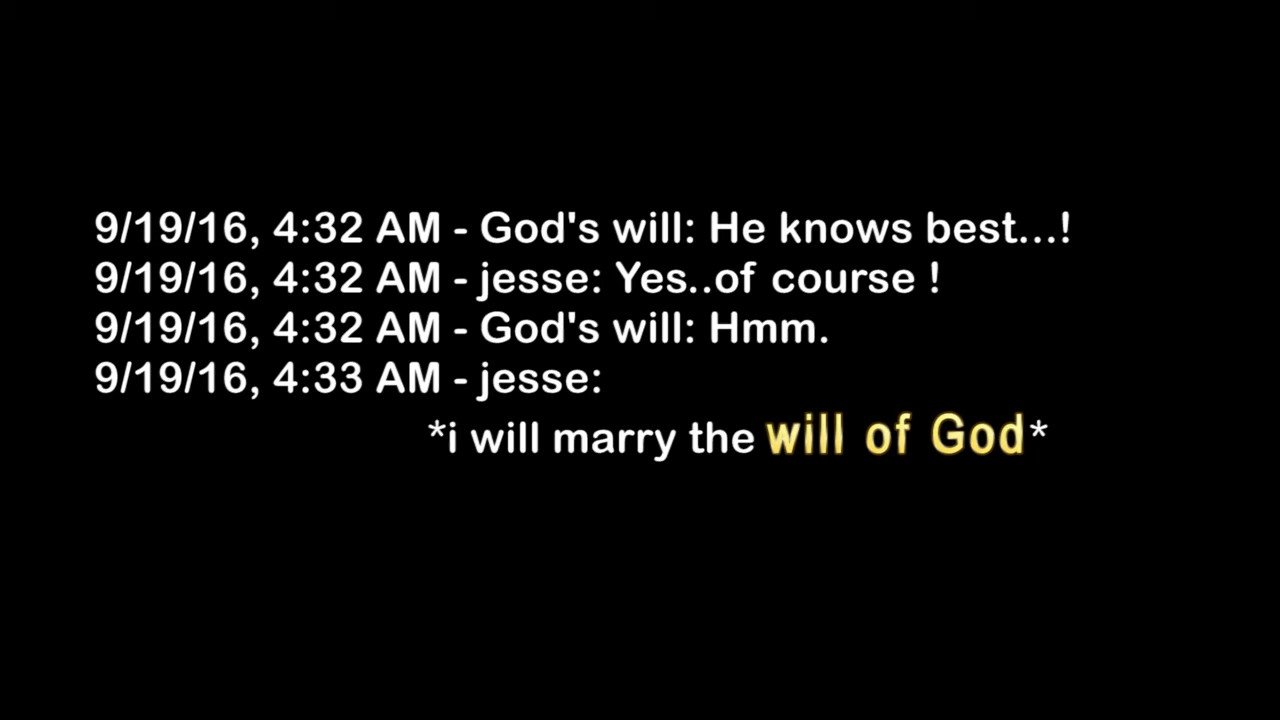 9/19/16, 4:32 AM - God's will: He knows best...!
9/19/16, 4:32 AM - jesse: Yes..of course !
9/19/16, 4:32 AM - God's will: Hmm.
9/19/16, 4:33 AM - jesse:
*i will marry the will of God*